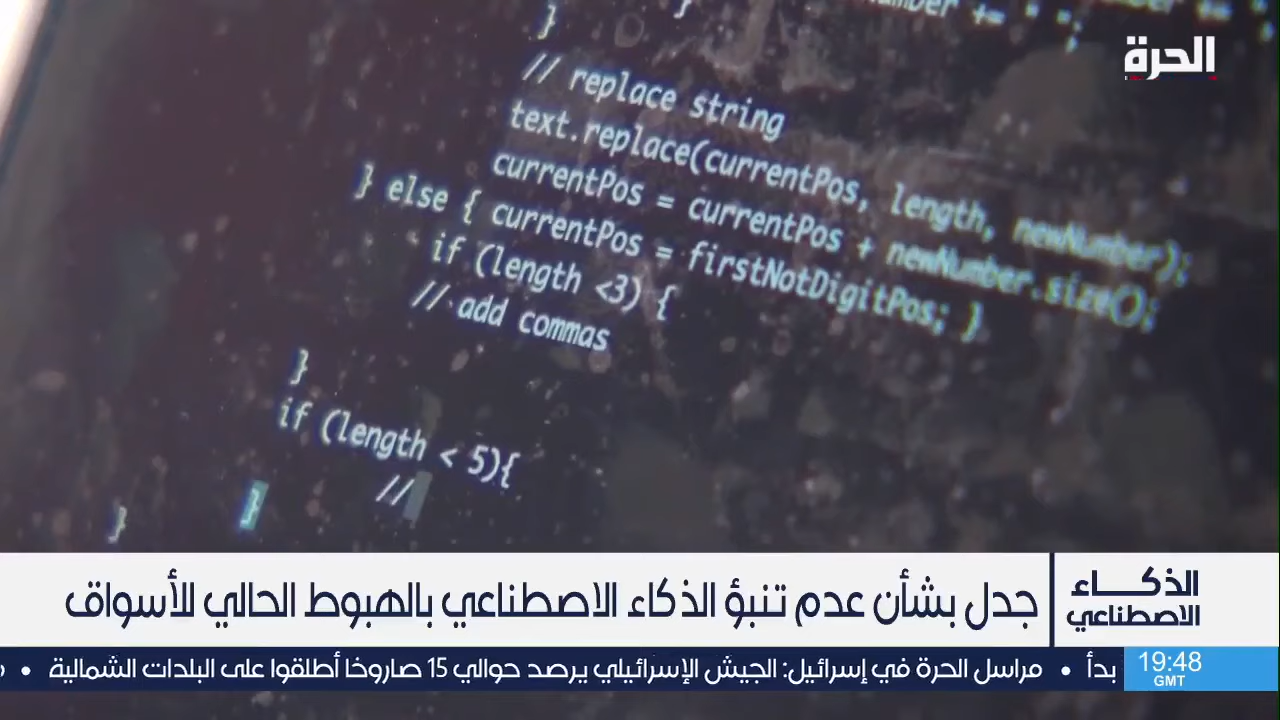 الحرة
}
// replace string
text.replace(currentPos, length, newNumber);
currentPos = currentPos + newNumber.size();
} else { currentPos = firstNotDigitPos; }
if (length <3) {
// add commas
}
if (length < 5){
//
}
}
الذكاء
الاصطناعي
جدل بشأن عدم تنبؤ الذكاء الاصطناعي بالهبوط الحالي للأسواق
19:48
GMT
بدأ • مراسل الحرة في إسرائيل: الجيش الإسرائيلي يرصد حوالي 15 صاروخا أطلقوا على البلدات الشمالية •